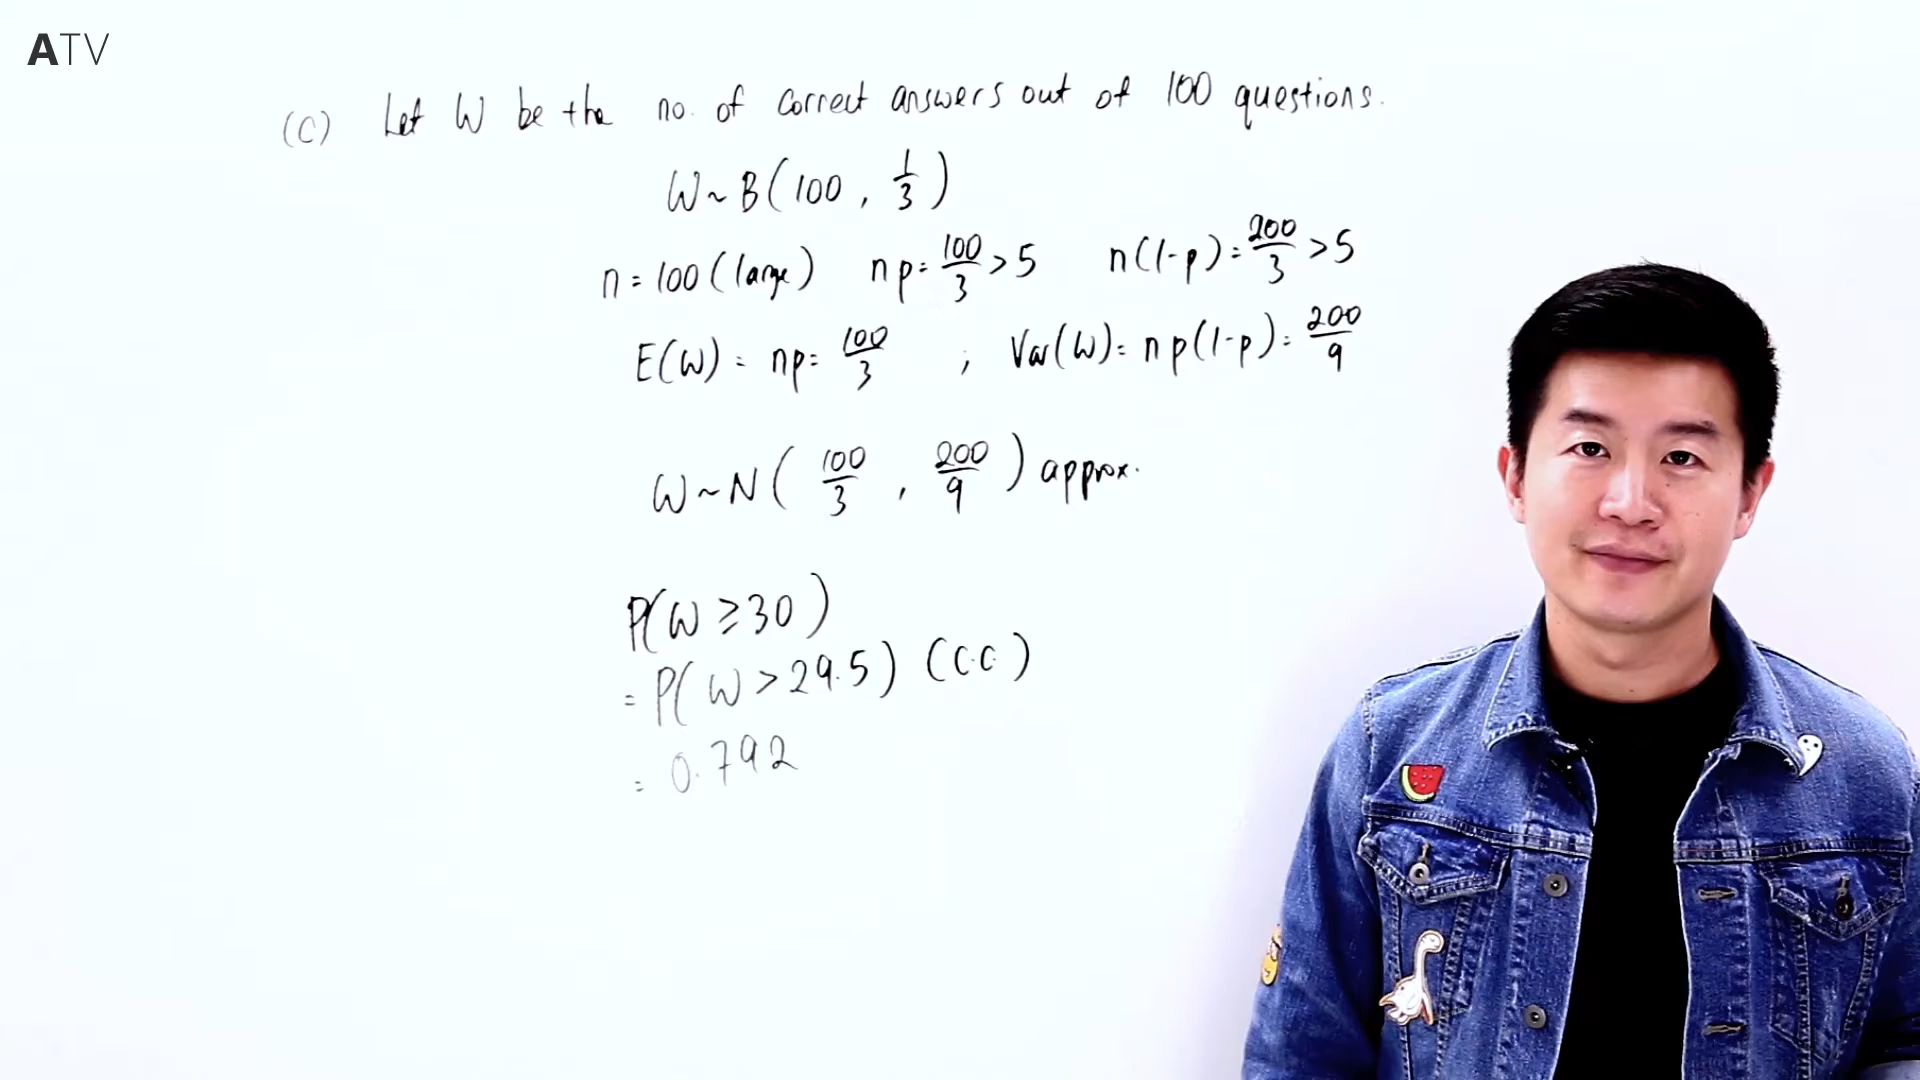 ATV
(C) Let W be the no. of correct answers out of 100 questions.
W~B(100, 1/3)
n = 100 (large) np = 100/3 > 5 n(1-p) = 200/3 > 5
E(W) = np = 100/3 ; Var(W) = np(1-p) = 200/9
W~N(100/3, 200/9) approx.
P(W ≥ 30)
= P(W > 29.5) (C.C.)
= 0.792